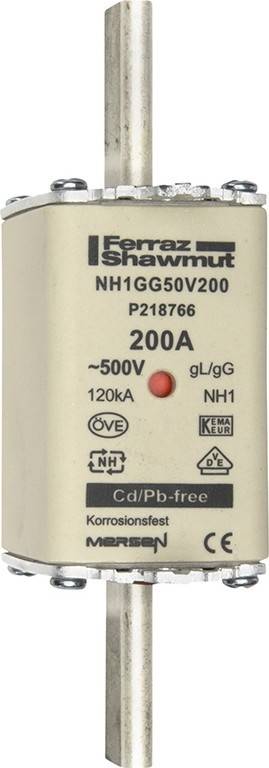 Ferraz
Shawmut
NH1GG50V200
P218766
200A
~500V gL/gG
120kA NH1
ÖVE KEMA KEUR
NH VDE
Cd/Pb-free
Korrosionsfest
MERSEN CE